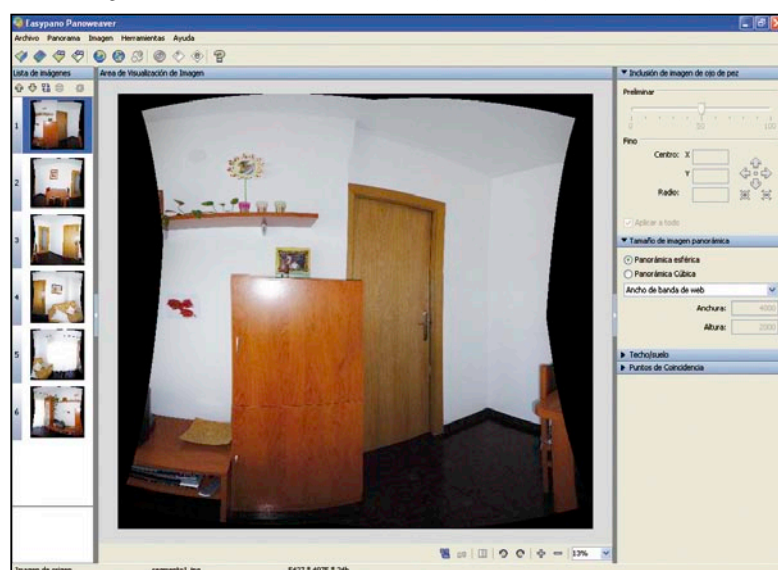 Easypano Panoweaver
Archivo Panorama Imagen Herramientas Ayuda
Lista de imágenes
Area de Visualización de Imagen
Inclusión de imagen de ojo de pez
Preliminar
0 50 100
Fino
Centro: X
Y
Radio:
Aplicar a todo
Tamaño de imagen panorámica
Panorámica esférica
Panorámica Cúbica
Ancho de banda de web
Anchura: 4000
Altura: 2000
Techo/suelo
Puntos de Coincidencia
1
2
3
4
5
6
13%
Imagen de origen